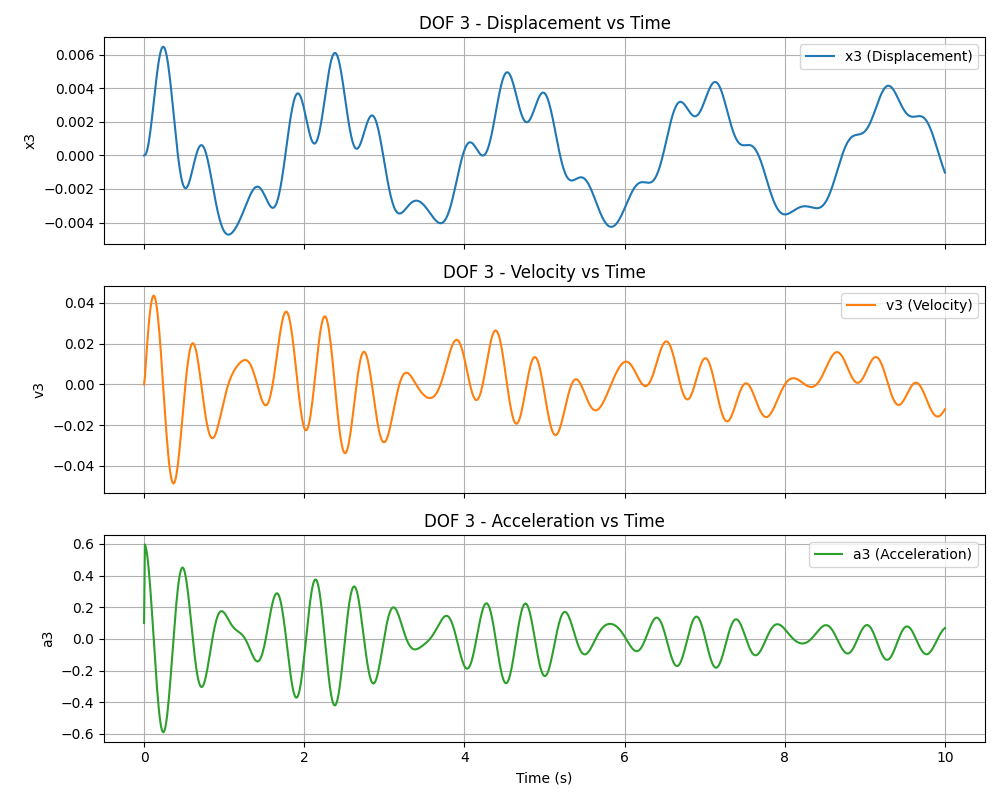 DOF 3 - Displacement vs Time
x3 (Displacement)
x3
0.006
0.004
0.002
0.000
−0.002
−0.004
DOF 3 - Velocity vs Time
v3 (Velocity)
v3
0.04
0.02
0.00
−0.02
−0.04
DOF 3 - Acceleration vs Time
a3 (Acceleration)
a3
0.6
0.4
0.2
0.0
−0.2
−0.4
−0.6
0 2 4 6 8 10
Time (s)